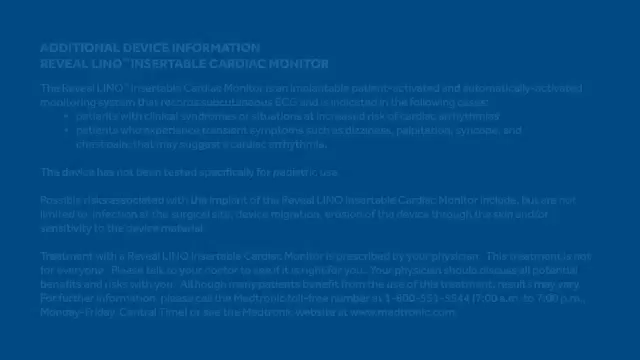 ADDITIONAL DEVICE INFORMATION
REVEAL LINQ™ INSERTABLE CARDIAC MONITOR
The Reveal LINQ™ Insertable Cardiac Monitor is an implantable patient-activated and automatically-activated
monitoring system that records subcutaneous ECG and is indicated in the following cases:
• patients with clinical syndromes or situations at increased risk of cardiac arrhythmias
• patients who experience transient symptoms such as dizziness, palpitation, syncope, and
chest pain, that may suggest a cardiac arrhythmia.
This device has not been tested specifically for pediatric use.
Possible risks associated with the implant of the Reveal LINQ Insertable Cardiac Monitor include, but are not
limited to, infection at the surgical site, device migration, erosion of the device through the skin and/or
sensitivity to the device material.
Treatment with a Reveal LINQ Insertable Cardiac Monitor is prescribed by your physician. This treatment is not
for everyone. Please talk to your doctor to see if it is right for you. Your physician should discuss all potential
benefits and risks with you. Although many patients benefit from the use of this treatment, results may vary.
For further information, please call the Medtronic toll-free number at 1-800-551-5544 (7:00 a.m. to 7:00 p.m.,
Monday-Friday, Central Time) or see the Medtronic website at www.medtronic.com.